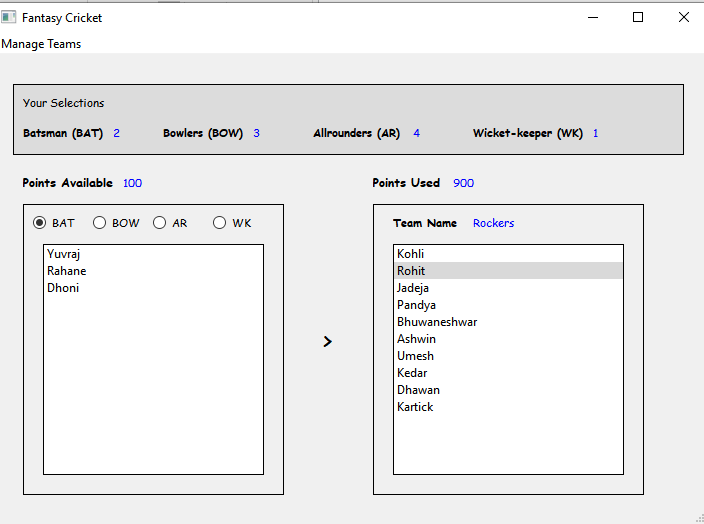 Fantasy Cricket
Manage Teams
Your Selections
Batsman (BAT) 2 Bowlers (BOW) 3 Allrounders (AR) 4 Wicket-keeper (WK) 1
Points Available 100 Points Used 900
BAT BOW AR WK
Yuvraj
Rahane
Dhoni
>
Team Name Rockers
Kohli
Rohit
Jadeja
Pandya
Bhuwaneshwar
Ashwin
Umesh
Kedar
Dhawan
Kartick